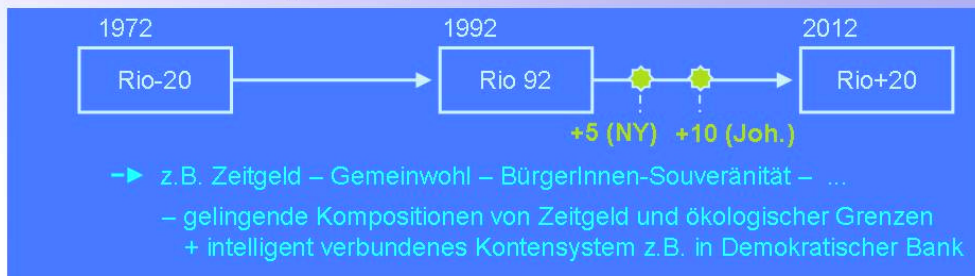 1972 1992 2012
Rio-20 Rio 92 Rio+20
+5 (NY) +10 (Joh.)
z.B. Zeitgeld – Gemeinwohl – BürgerInnen-Souveränität – ...
– gelingende Kompositionen von Zeitgeld und ökologischer Grenzen
+ intelligent verbundenes Kontensystem z.B. in Demokratischer Bank